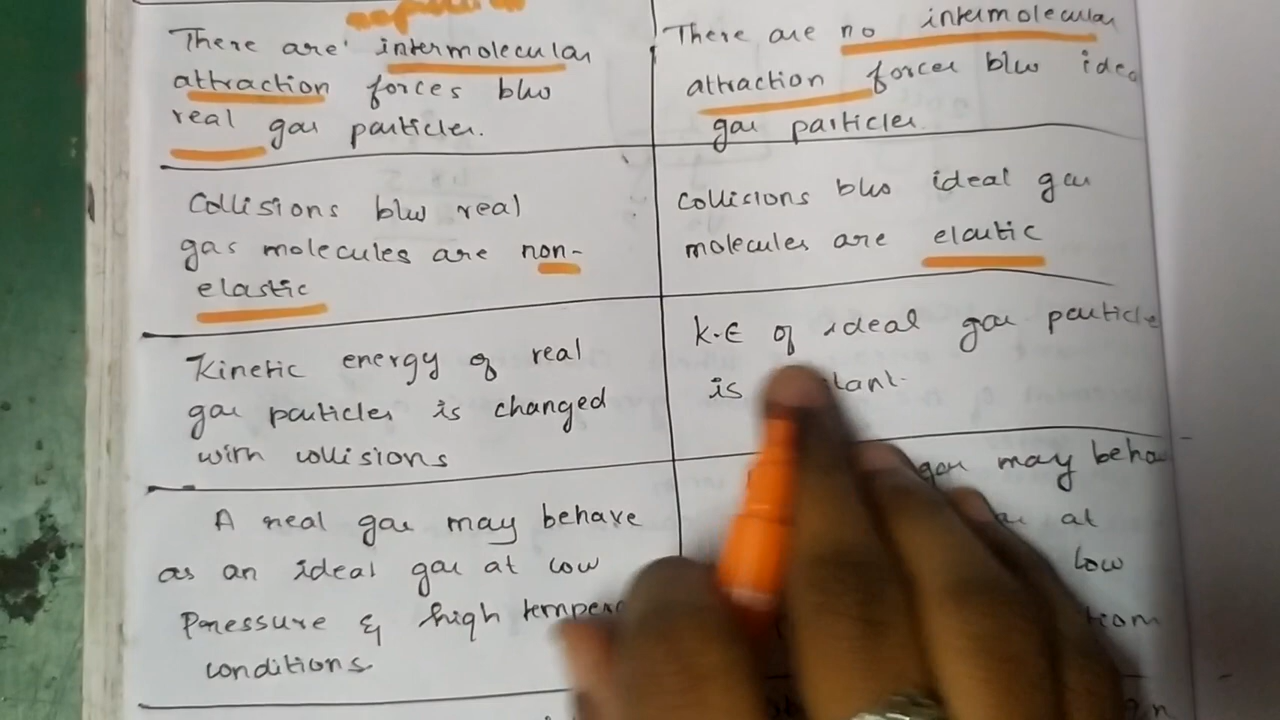 There are intermolecular
attraction forces b/w
real gas particles.
There are no intermolecular
attraction forces b/w
gas particles.
Collisions b/w real
gas molecules are non-
elastic
Collisions b/w ideal gas
molecules are elastic
Kinetic energy of real
gas particles is changed
with collisions
K.E of ideal gas particle
is
A real gas may behave
as an ideal gas at low
Pressure & high
conditions
gas may
at
low